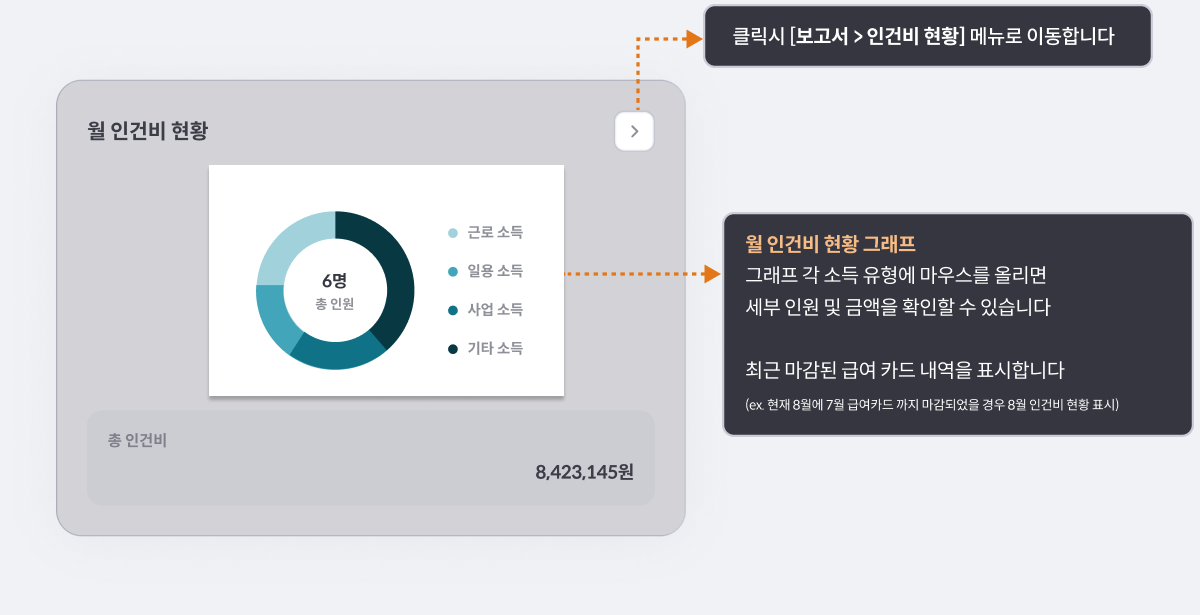 클릭시 [보고서 > 인건비 현황] 메뉴로 이동합니다
월 인건비 현황
6명
총 인원
근로 소득
일용 소득
사업 소득
기타 소득
총 인건비
8,423,145원
월 인건비 현황 그래프
그래프 각 소득 유형에 마우스를 올리면
세부 인원 및 금액을 확인할 수 있습니다
최근 마감된 급여 카드 내역을 표시합니다
(ex. 현재 8월에 7월 급여카드 까지 마감되었을 경우 8월 인건비 현황 표시)